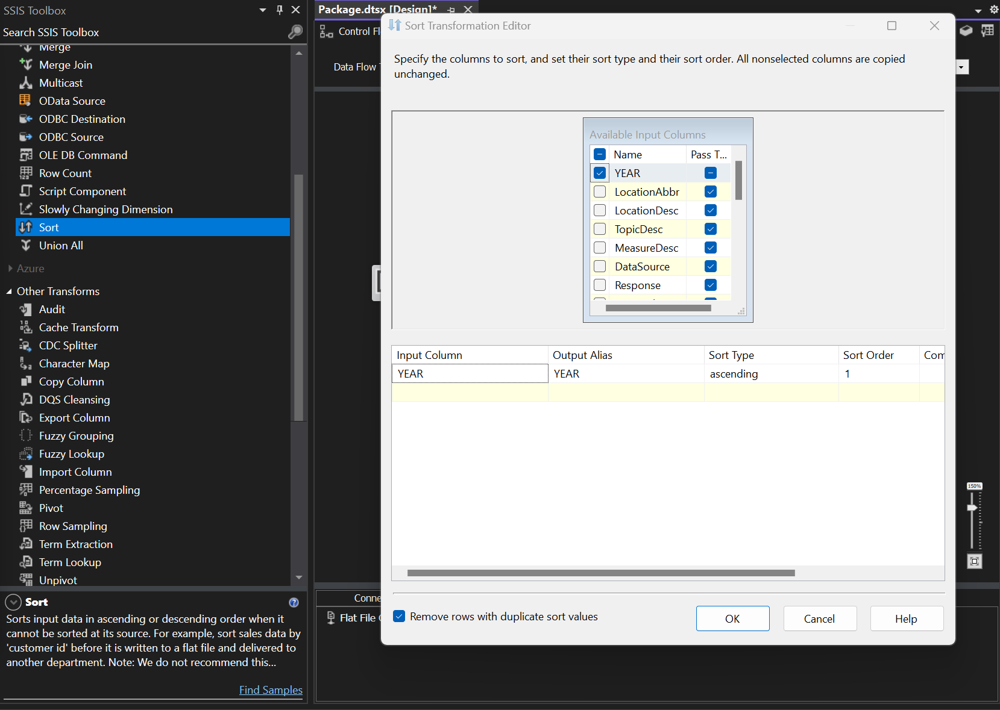 SSIS Toolbox
Search SSIS Toolbox
Merge
Merge Join
Multicast
OData Source
ODBC Destination
ODBC Source
OLE DB Command
Row Count
Script Component
Slowly Changing Dimension
Sort
Union All
Azure
Other Transforms
Audit
Cache Transform
CDC Splitter
Character Map
Copy Column
DQS Cleansing
Export Column
Fuzzy Grouping
Fuzzy Lookup
Import Column
Percentage Sampling
Pivot
Row Sampling
Term Extraction
Term Lookup
Unpivot
Sort
Sorts input data in ascending or descending order when it
cannot be sorted at its source. For example, sort sales data by
'customer id' before it is written to a flat file and delivered to
another department. Note: We do not recommend this...
Find Samples
Package.dtsx [Design]*
Control Fl
Data Flow
Sort Transformation Editor
Specify the columns to sort, and set their sort type and their sort order. All nonselected columns are copied
unchanged.
Available Input Columns
Name Pass T...
YEAR
LocationAbbr
LocationDesc
TopicDesc
MeasureDesc
DataSource
Response
Input Column Output Alias Sort Type Sort Order Com
YEAR YEAR ascending 1
Remove rows with duplicate sort values
OK Cancel Help
150%
Conne
Flat File